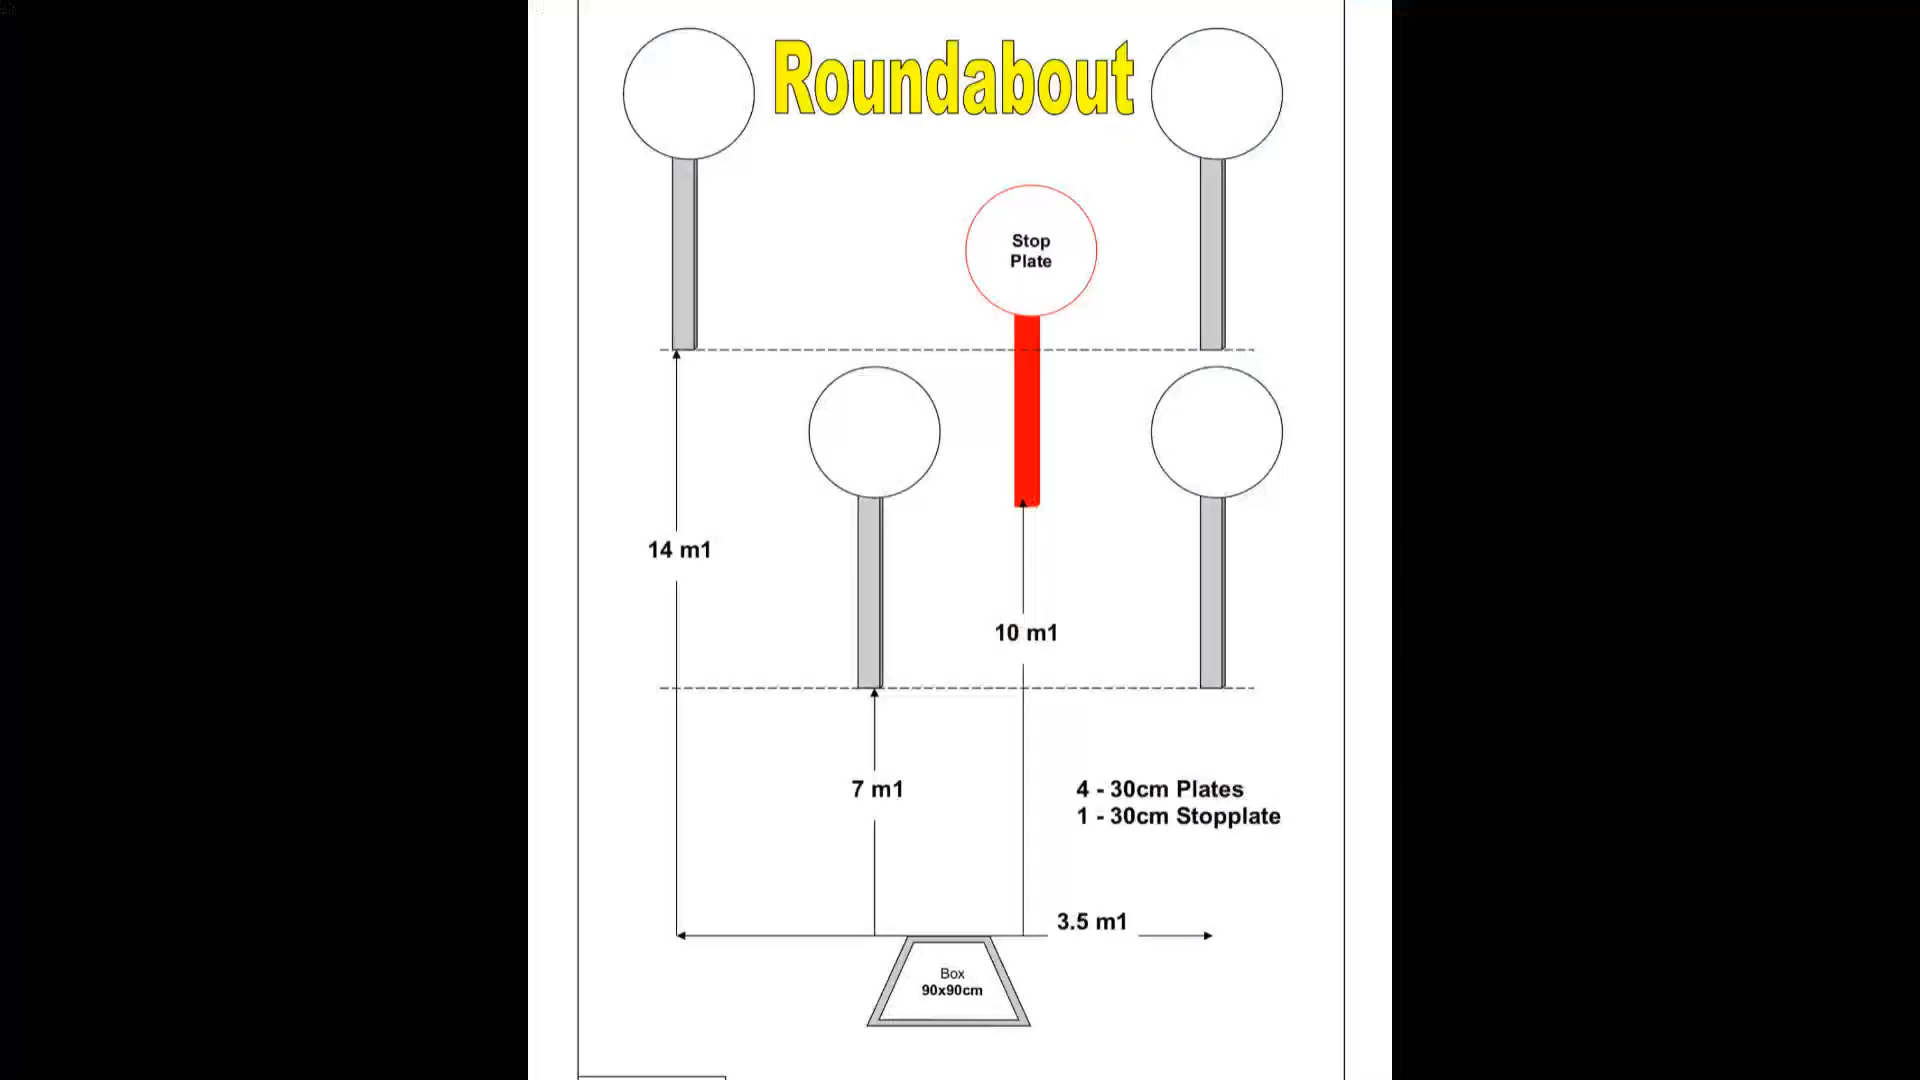 Roundabout
Stop
Plate
14 m1
10 m1
7 m1
4 - 30cm Plates
1 - 30cm Stopplate
3.5 m1
Box
90x90cm